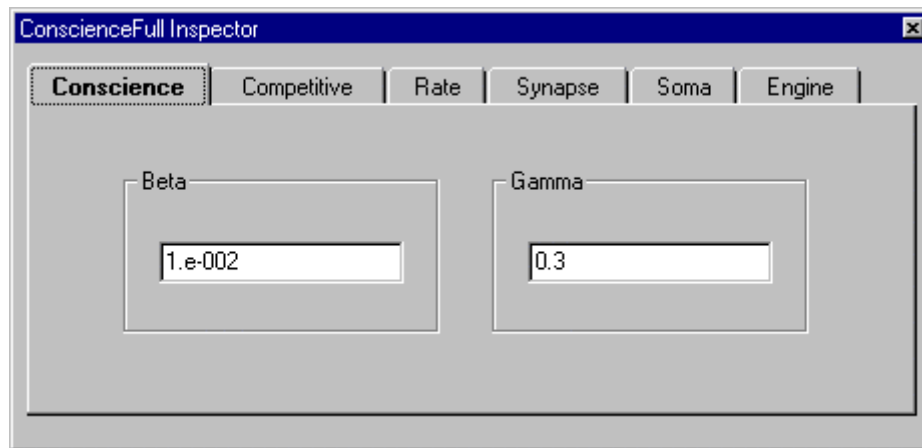 ConscienceFull Inspector
Conscience Competitive Rate Synapse Soma Engine
Beta Gamma
1.e-002 0.3